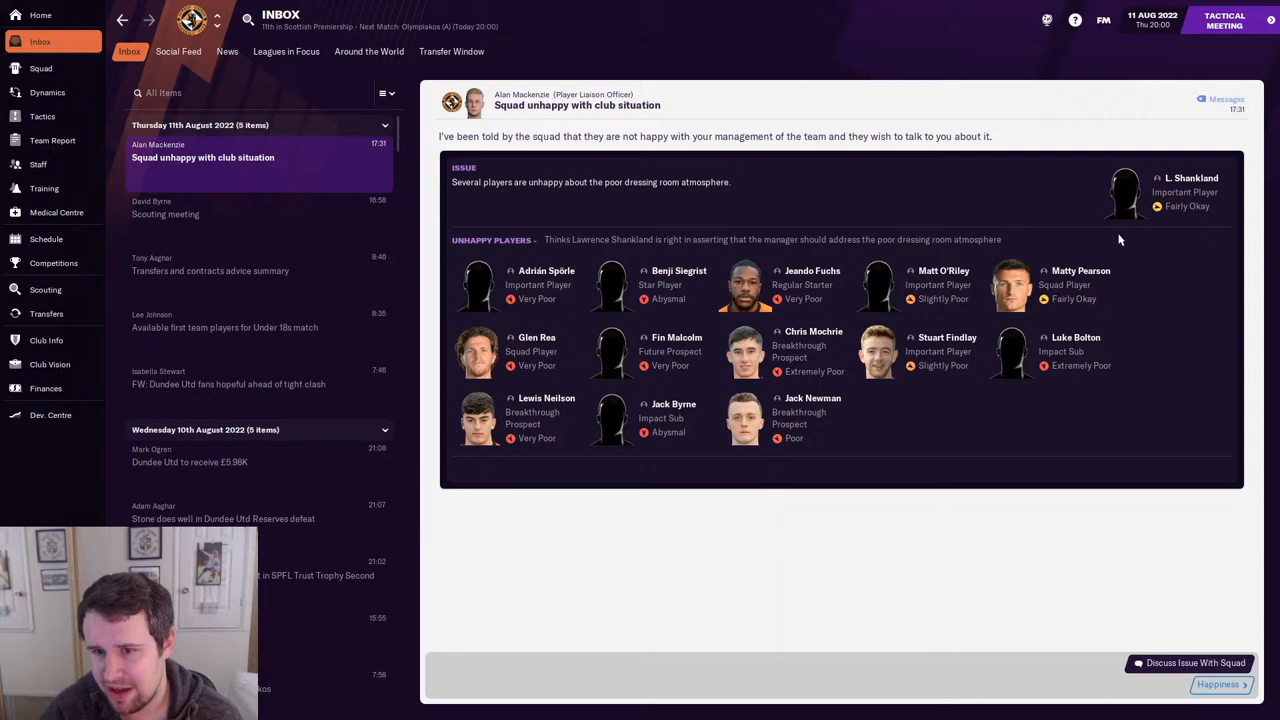 Home
Inbox
Squad
Dynamics
Tactics
Team Report
Staff
Training
Medical Centre
Schedule
Competitions
Scouting
Transfers
Club Info
Club Vision
Finances
Dev. Centre
INBOX
11th in Scottish Premiership - Next Match: Olympiakos (A) (Today 20:00)
?
FM
11 AUG 2022
Thu 20:00
TACTICAL
MEETING
Inbox
Social Feed
News
Leagues in Focus
Around the World
Transfer Window
All Items
Thursday 11th August 2022 (5 items)
Alan Mackenzie 17:31
Squad unhappy with club situation
David Byrne 16:58
Scouting meeting
Tony Asghar 8:46
Transfers and contracts advice summary
Lee Johnson 8:35
Available first team players for Under 18s match
Isabella Stewart 7:46
FW: Dundee Utd fans hopeful ahead of tight clash
Wednesday 10th August 2022 (5 items)
Mark Ogren 21:08
Dundee Utd to receive £5.98K
Adam Asghar 21:07
Stone does well in Dundee Utd Reserves defeat
21:02
t in SPFL Trust Trophy Second
15:55
7:58
kos
Alan Mackenzie (Player Liaison Officer)
Squad unhappy with club situation
Messages
17:31
I've been told by the squad that they are not happy with your management of the team and they wish to talk to you about it.
ISSUE
Several players are unhappy about the poor dressing room atmosphere.
L. Shankland
Important Player
Fairly Okay
UNHAPPY PLAYERS - Thinks Lawrence Shankland is right in asserting that the manager should address the poor dressing room atmosphere
Adrián Spörle
Important Player
Very Poor
Benji Siegrist
Star Player
Abysmal
Jeando Fuchs
Regular Starter
Very Poor
Matt O'Riley
Important Player
Slightly Poor
Matty Pearson
Squad Player
Fairly Okay
Glen Rea
Squad Player
Very Poor
Fin Malcolm
Future Prospect
Very Poor
Chris Mochrie
Breakthrough
Prospect
Extremely Poor
Stuart Findlay
Important Player
Slightly Poor
Luke Bolton
Impact Sub
Extremely Poor
Lewis Neilson
Breakthrough
Prospect
Very Poor
Jack Byrne
Impact Sub
Abysmal
Jack Newman
Breakthrough
Prospect
Poor
Discuss Issue With Squad
Happiness